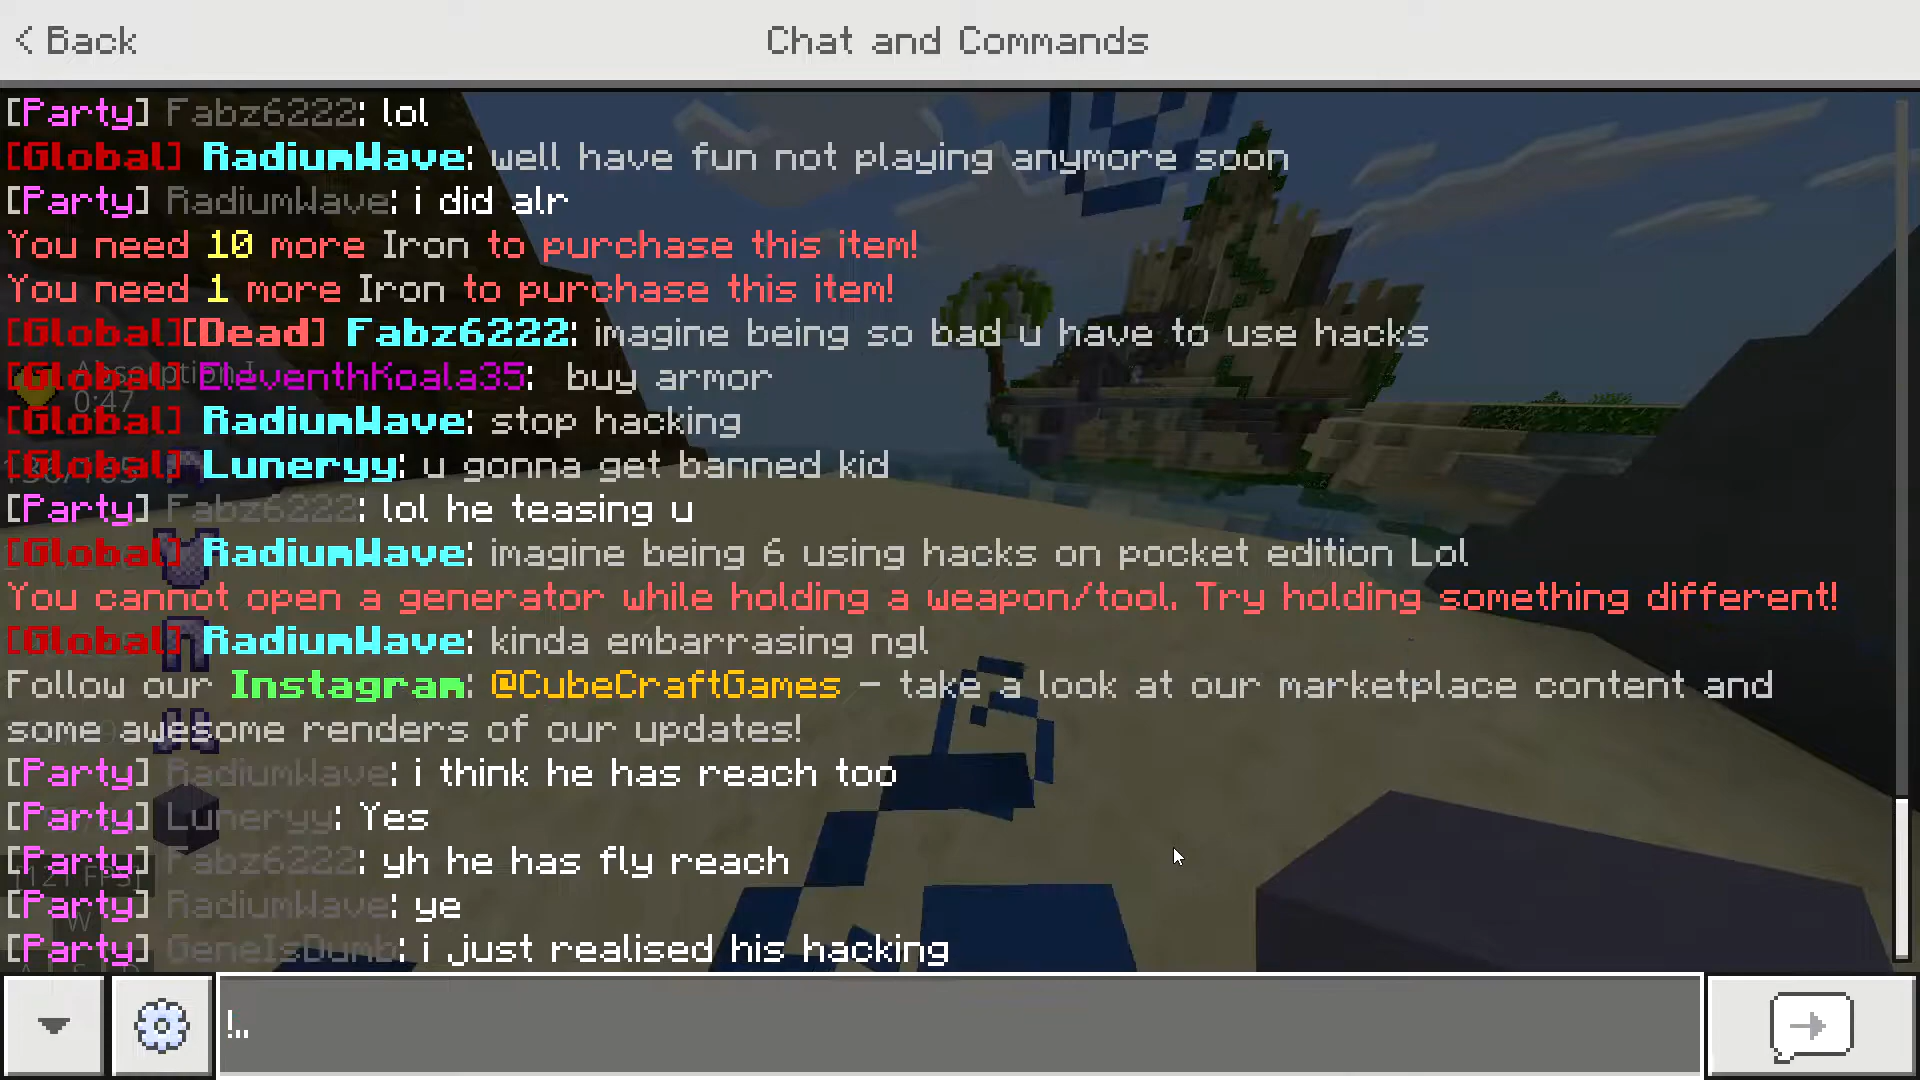 < Back
Chat and Commands
[Party] Fabz6222: lol
[Global] RadiumWave: well have fun not playing anymore soon
[Party] RadiumWave: i did alr
You need 10 more Iron to purchase this item!
You need 1 more Iron to purchase this item!
[Global][Dead] Fabz6222: imagine being so bad u have to use hacks
Absorption I
[Global] EleventhKoala35: buy armor
0:47
[Global] RadiumWave: stop hacking
[Global] Luneryy: u gonna get banned kid
[Party] Fabz6222: lol he teasing u
[Global] RadiumWave: imagine being 6 using hacks on pocket edition Lol
You cannot open a generator while holding a weapon/tool. Try holding something different!
[Global] RadiumWave: kinda embarrasing ngl
Follow our Instagram: @CubeCraftGames - take a look at our marketplace content and
some awesome renders of our updates!
[Party] RadiumWave: i think he has reach too
[Party] Luneryy: Yes
[Party] Fabz6222: yh he has fly reach
[121 FPS]
[Party] RadiumWave: ye
W
[Party] GeneIsDumb: i just realised his hacking
!..